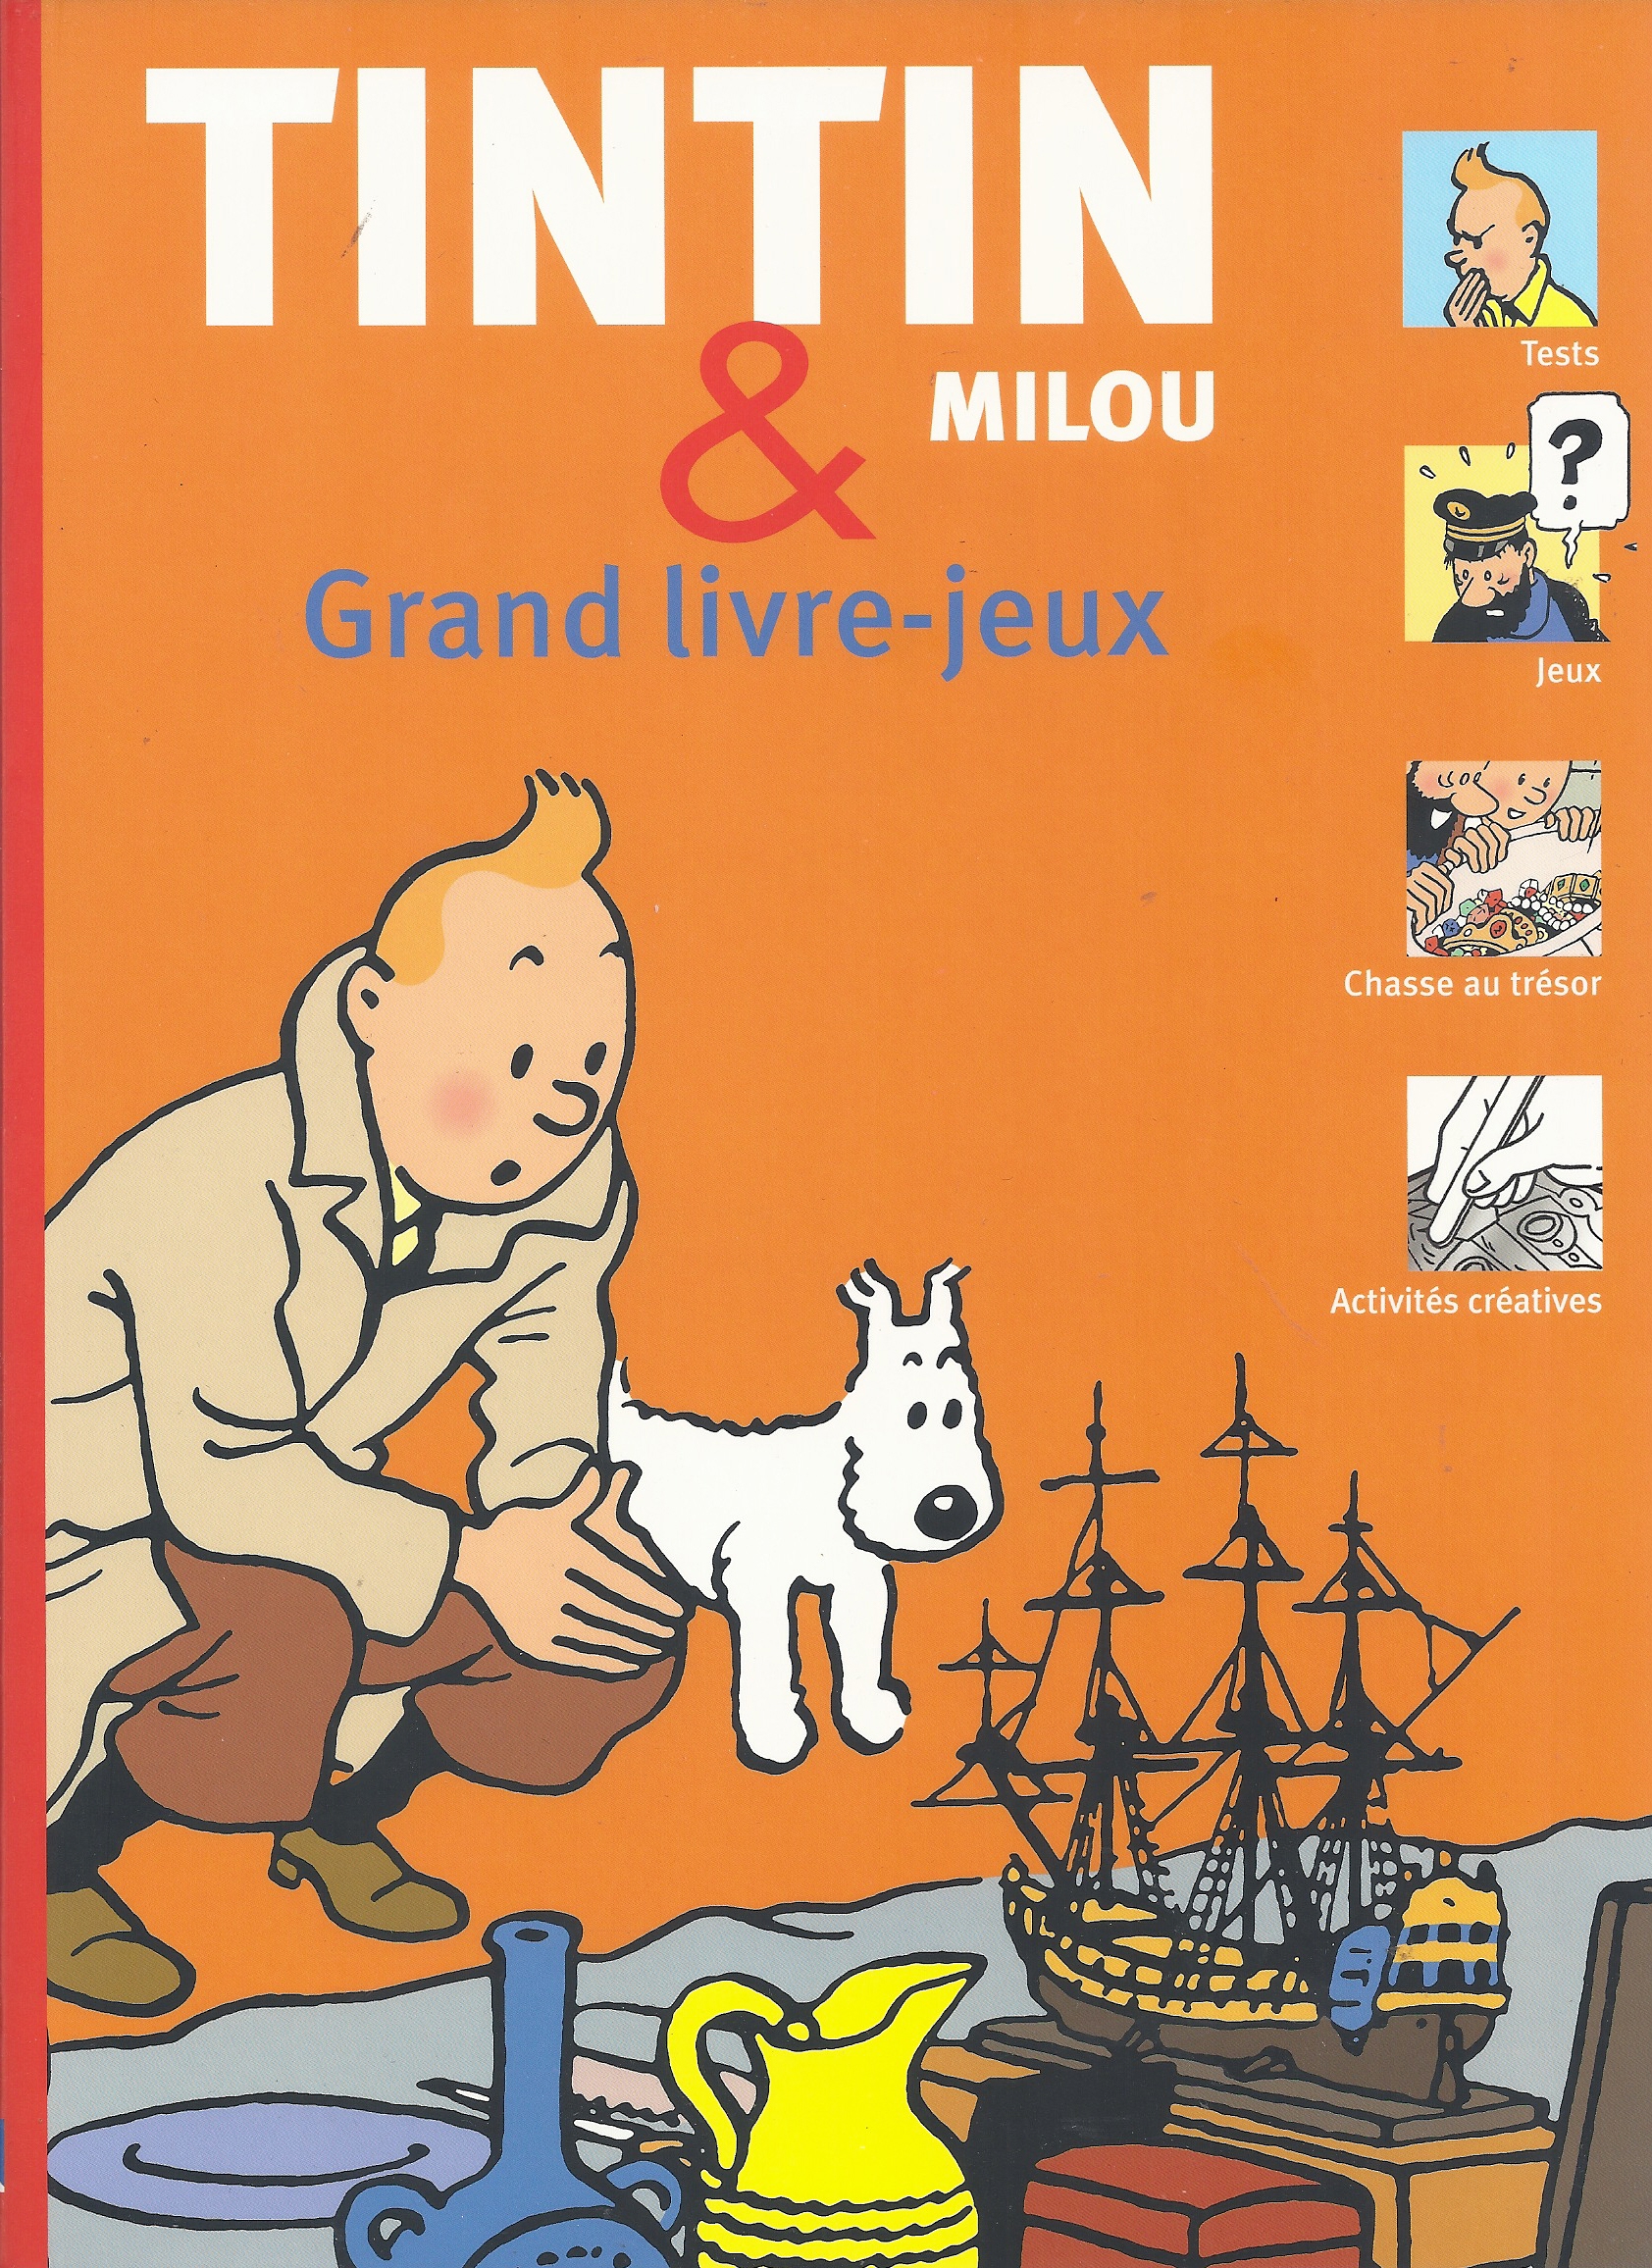 TINTIN
&
MILOU
Grand livre-jeux
Tests
?
Jeux
Chasse au trésor
Activités créatives